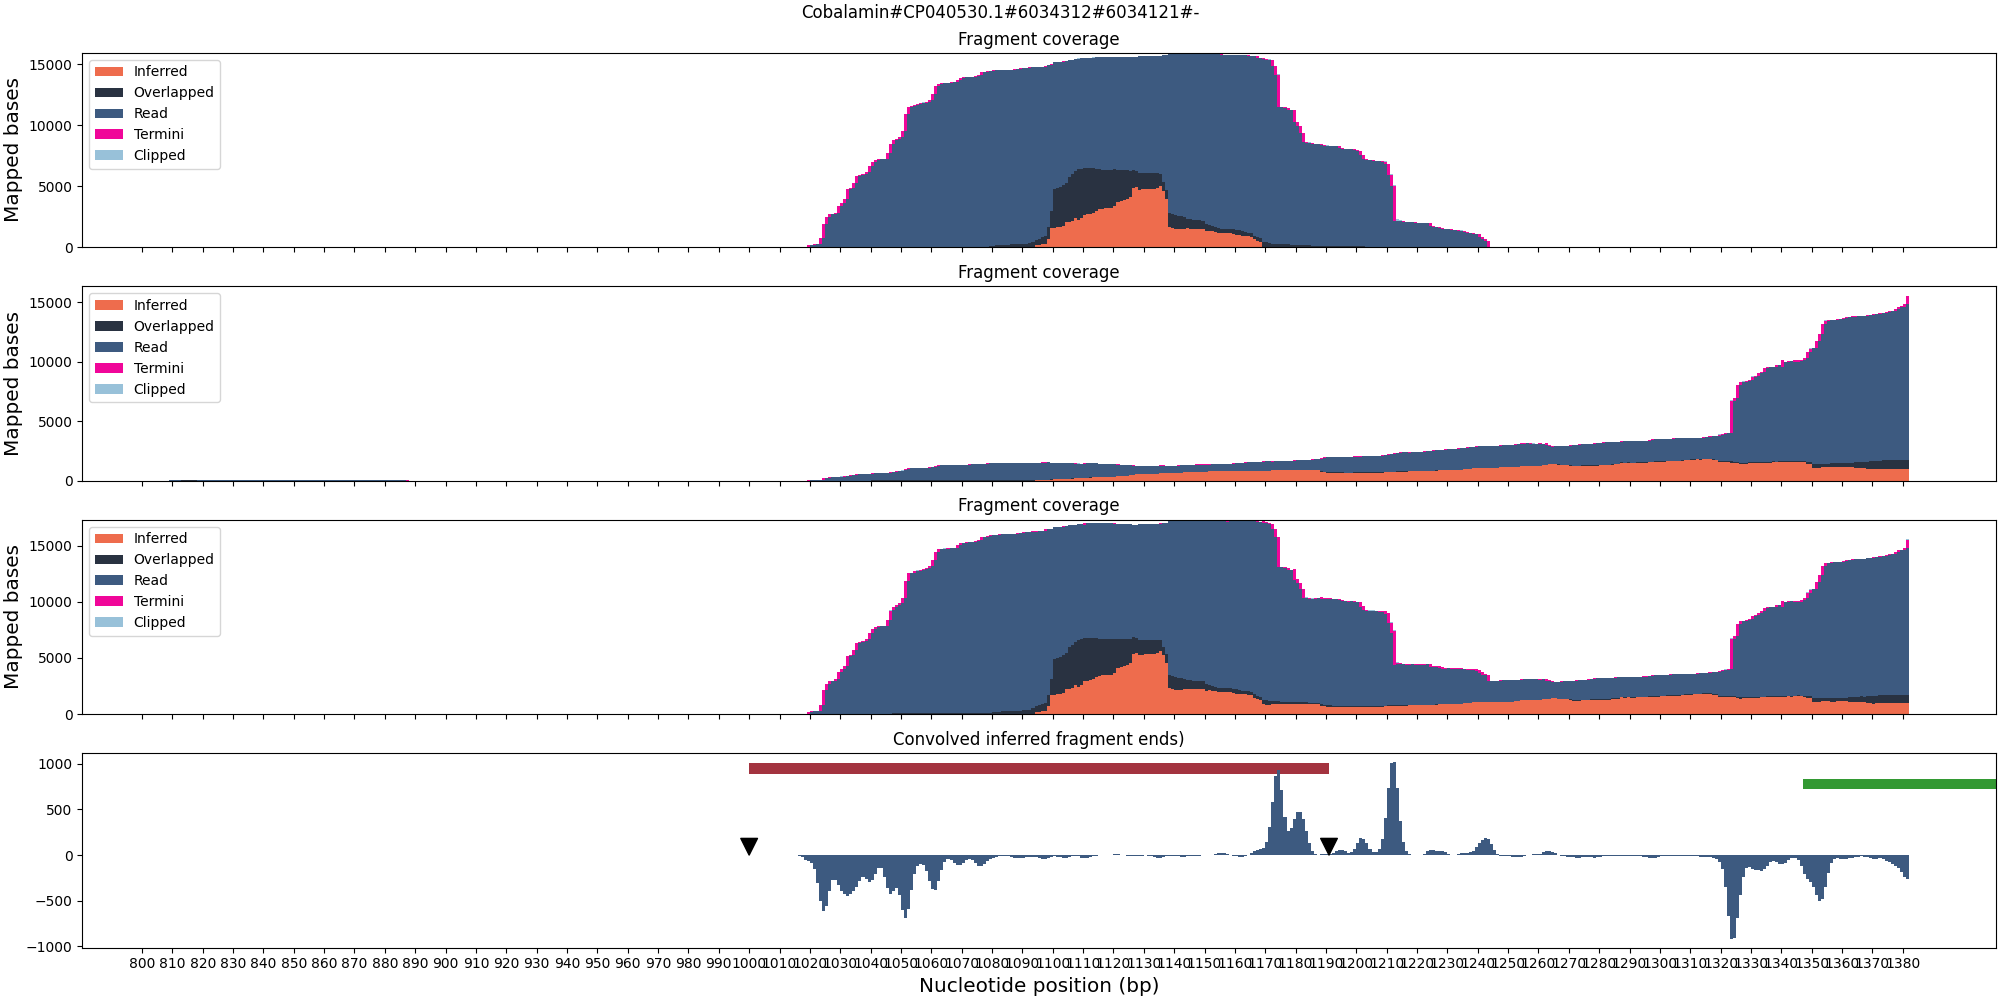 Cobalamin#CP040530.1#6034312#6034121#-
Fragment coverage
Mapped bases
15000
10000
5000
0
Inferred
Overlapped
Read
Termini
Clipped
Fragment coverage
Mapped bases
15000
10000
5000
0
Inferred
Overlapped
Read
Termini
Clipped
Fragment coverage
Mapped bases
15000
10000
5000
0
Inferred
Overlapped
Read
Termini
Clipped
Convolved inferred fragment ends)
1000
500
0
−500
−1000
800 810 820 830 840 850 860 870 880 890 900 910 920 930 940 950 960 970 980 990 1000 1010 1020 1030 1040 1050 1060 1070 1080 1090 1100 1110 1120 1130 1140 1150 1160 1170 1180 1190 1200 1210 1220 1230 1240 1250 1260 1270 1280 1290 1300 1310 1320 1330 1340 1350 1360 1370 1380
Nucleotide position (bp)